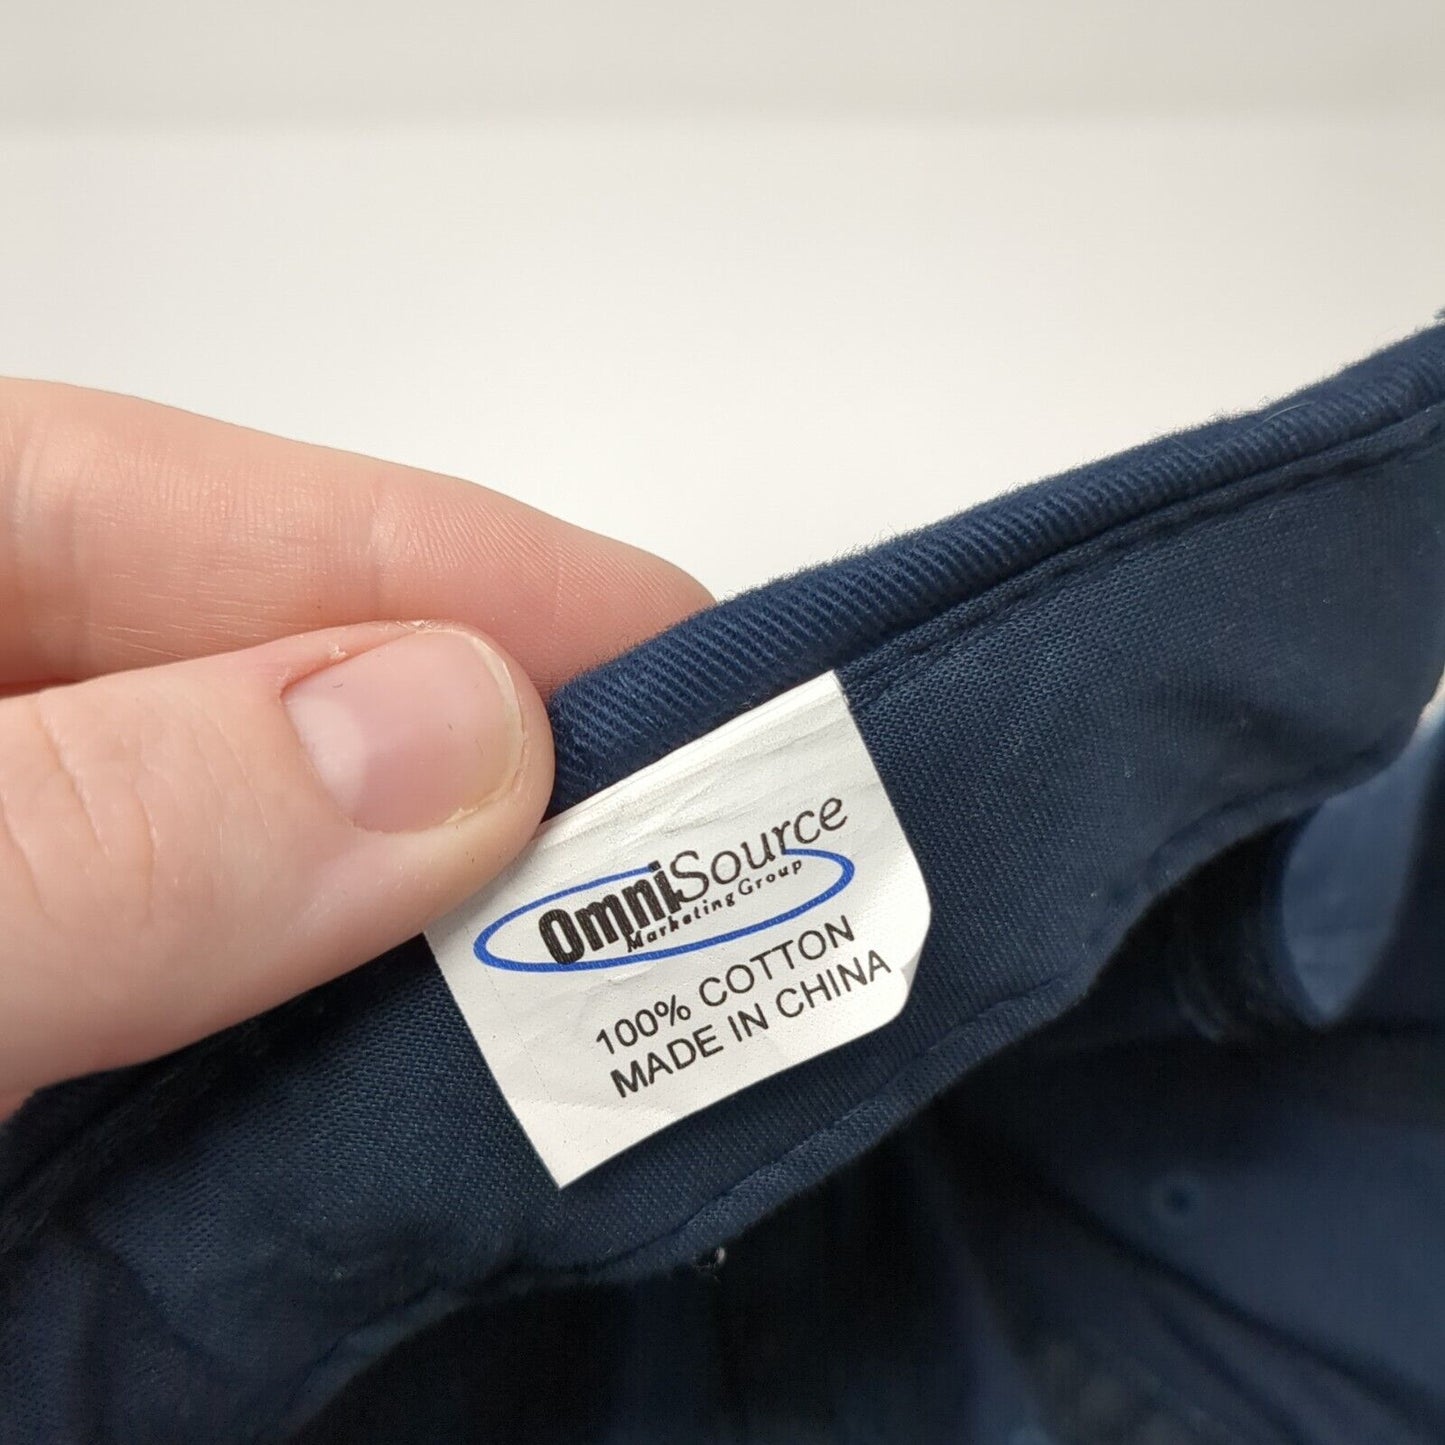 OmniSource
Marketing Group
100% COTTON
MADE IN CHINA